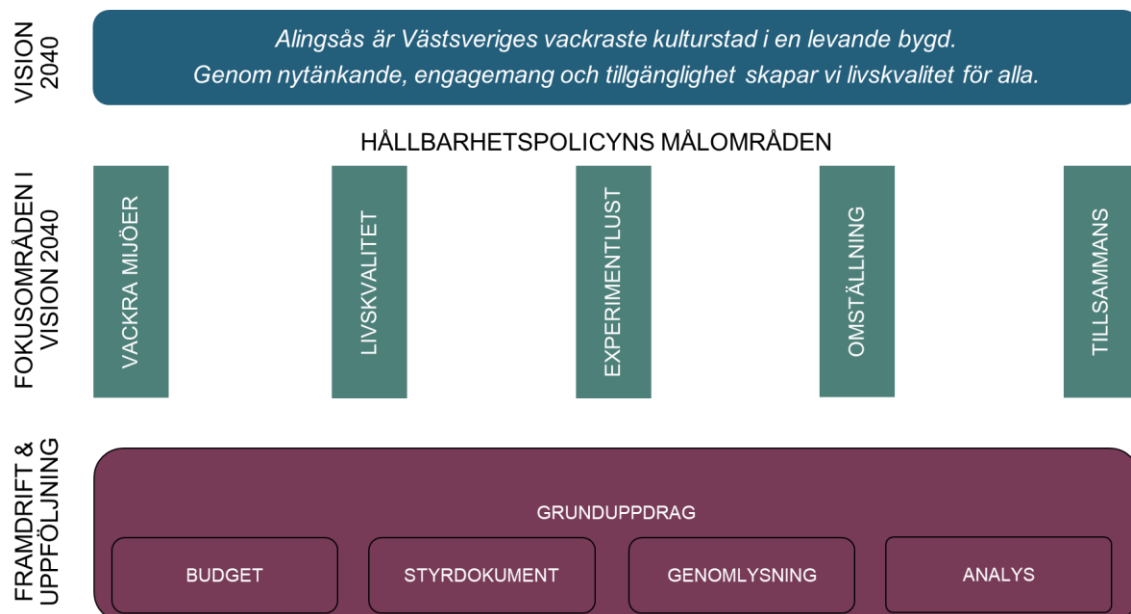 VISION
2040
Alingsås är Västsveriges vackraste kulturstad i en levande bygd.
Genom nytänkande, engagemang och tillgänglighet skapar vi livskvalitet för alla.
HÅLLBARHETSPOLICYNS MÅLOMRÅDEN
FOKUSOMRÅDEN I
VISION 2040
VACKRA MIJÖER
LIVSKVALITET
EXPERIMENTLUST
OMSTÄLLNING
TILLSAMMANS
FRAMDRIFT &
UPPFÖLJNING
GRUNDUPPDRAG
BUDGET
STYRDOKUMENT
GENOMLYSNING
ANALYS